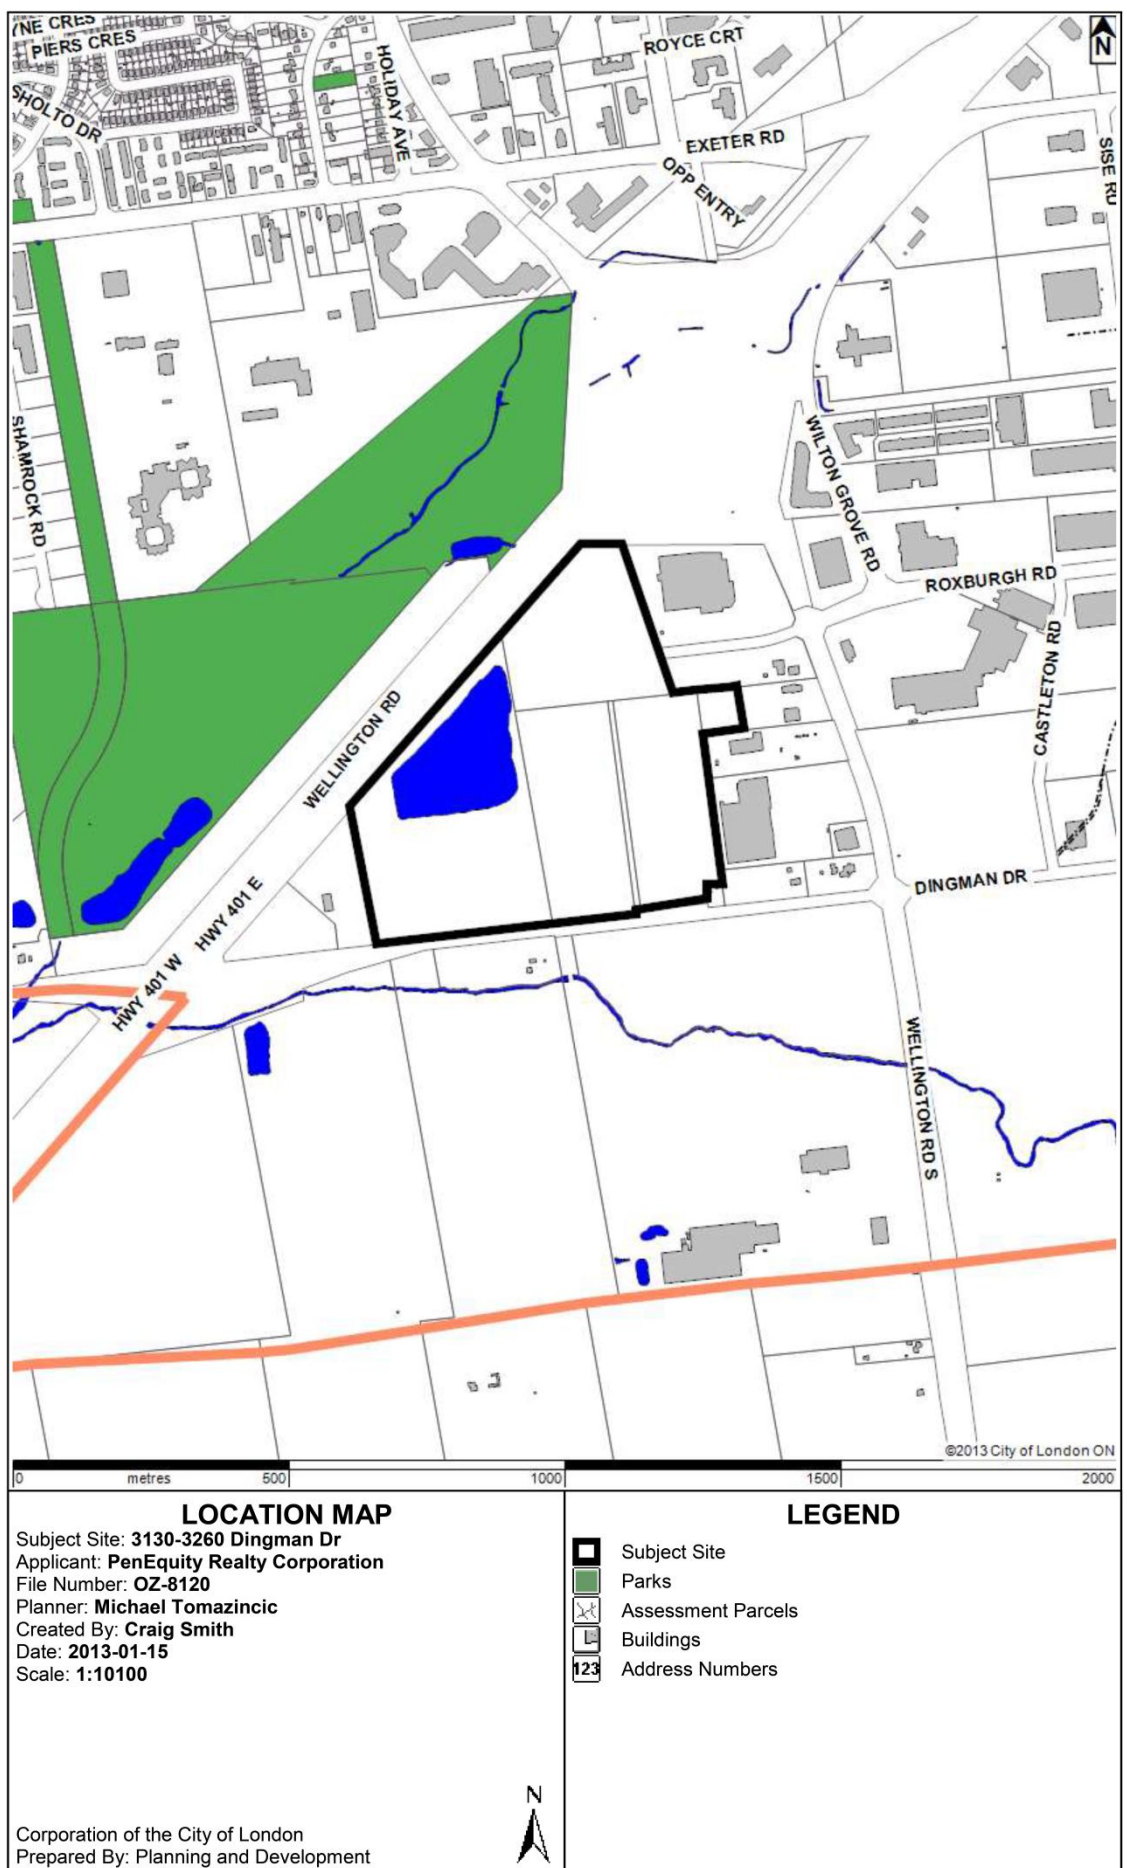 YNE CRES
PIERS CRES
SHOLTO DR
HOLIDAY AVE
ROYCE CRT
N
EXETER RD
OPP ENTRY
SISE RD
SHAMROCK RD
WILTON GROVE RD
ROXBURGH RD
CASTLETON RD
WELLINGTON RD
HWY 401 E
DINGMAN DR
HWY 401 W
WELLINGTON RD S
©2013 City of London ON
0 metres 500 1000 1500 2000
LOCATION MAP
Subject Site: 3130-3260 Dingman Dr
Applicant: PenEquity Realty Corporation
File Number: OZ-8120
Planner: Michael Tomazincic
Created By: Craig Smith
Date: 2013-01-15
Scale: 1:10100
N
Corporation of the City of London
Prepared By: Planning and Development
LEGEND
Subject Site
Parks
Assessment Parcels
Buildings
123 Address Numbers